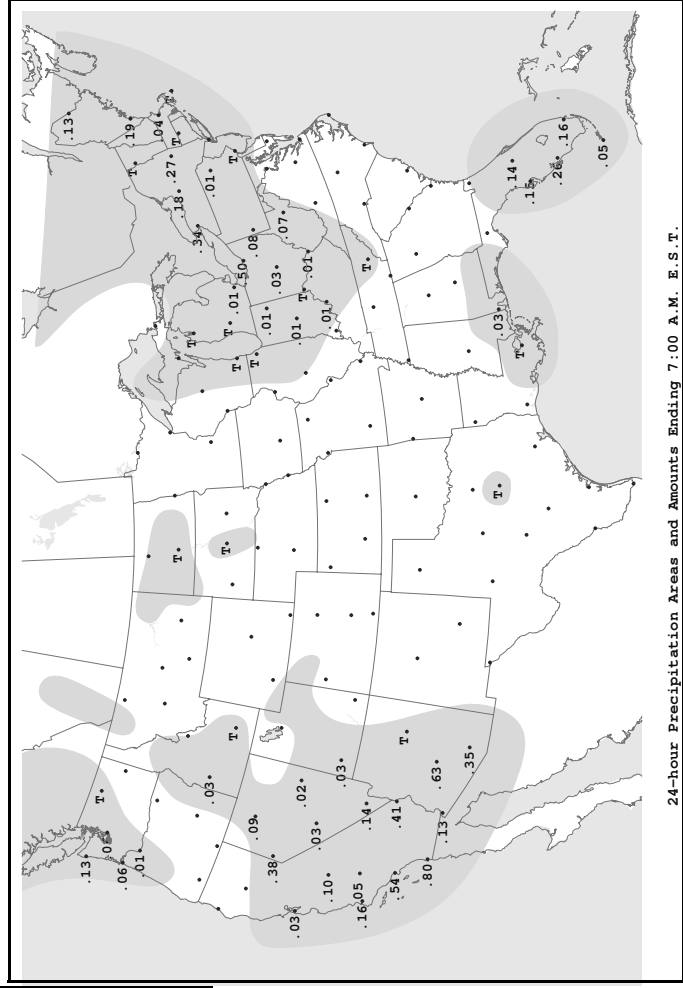 .13
.13
T
.06
.19
T
.01
.04
T
.27
T
T
.18
T
.34
.03
.01
T
T
T
T
.01
T
.50
.09
.08
T
.01
.38
.03
.07
.03
.01
.02
T
.01
.03
.01
.10
.03
.05
.16
.14
T
.54
.41
T
.80
.63
.13
.35
T
.03
.14
T
.15
.26
.16
.05
24-hour Precipitation Areas and Amounts Ending 7:00 A.M. E.S.T.